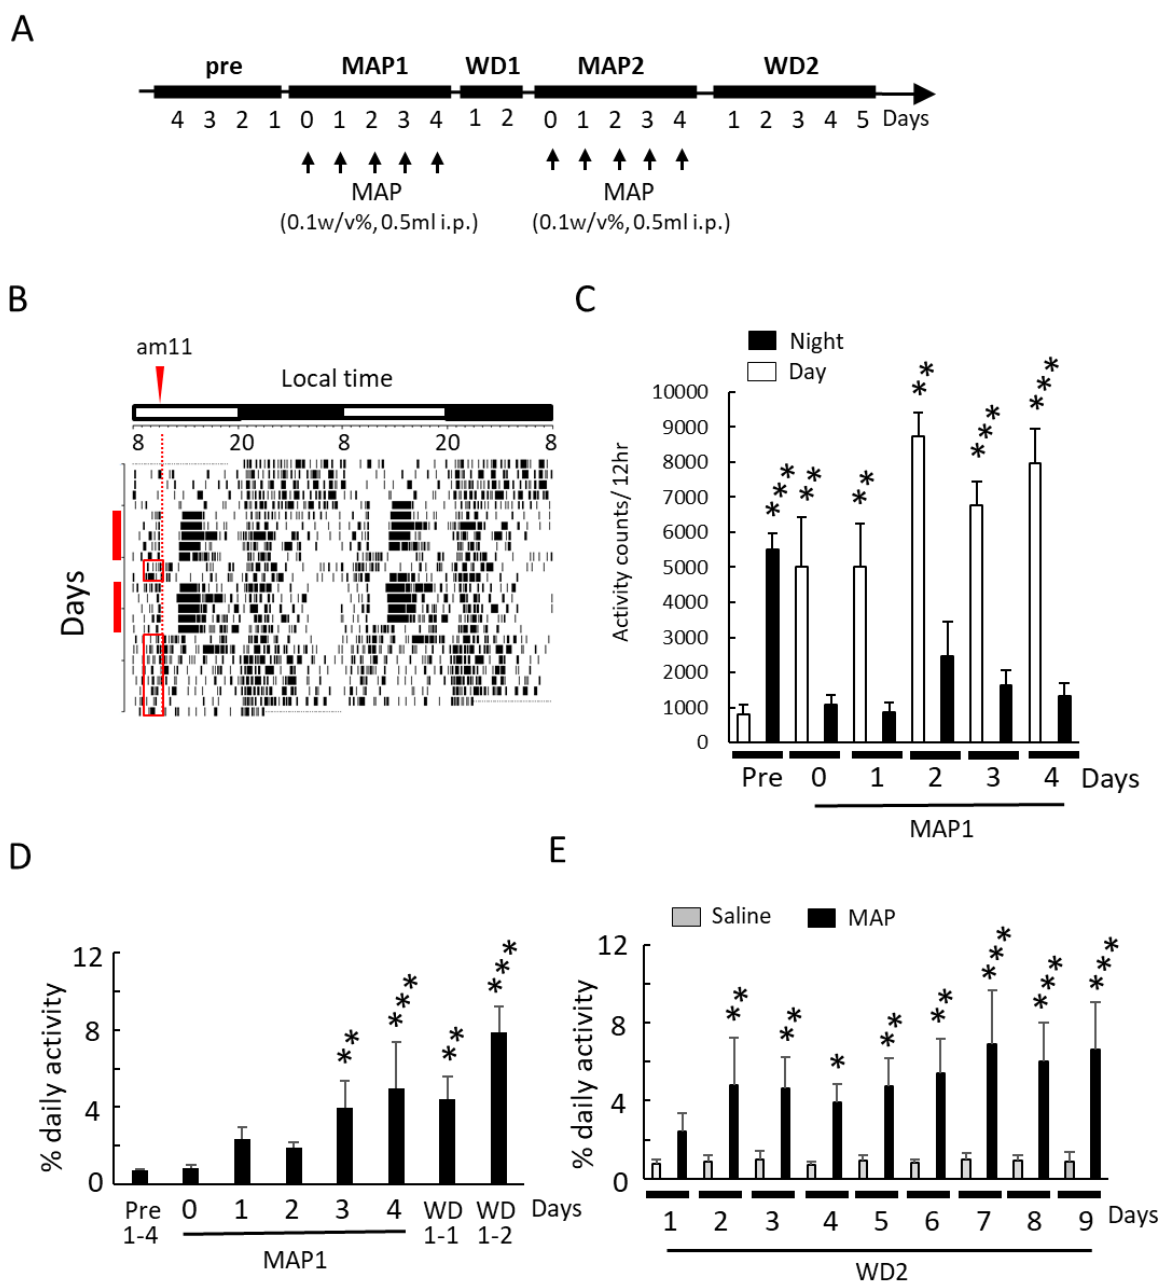 A
pre MAP1 WD1 MAP2 WD2
4 3 2 1 0 1 2 3 4 1 2 0 1 2 3 4 1 2 3 4 5 Days
MAP MAP
(0.1w/v%, 0.5ml i.p.) (0.1w/v%, 0.5ml i.p.)
B
am11
Local time
8 20 8 20 8
Days
C
Night
Day
Activity counts/ 12hr
10000
9000
8000
7000
6000
5000
4000
3000
2000
1000
0
*** ** ** ** *** ***
Pre 0 1 2 3 4 Days
MAP1
D
% daily activity
12
8
4
0
** *** ** ***
Pre 0 1 2 3 4 WD WD Days
1-4 1-1 1-2
MAP1
E
Saline MAP
% daily activity
12
8
4
0
** ** * ** ** *** *** ***
1 2 3 4 5 6 7 8 9 Days
WD2